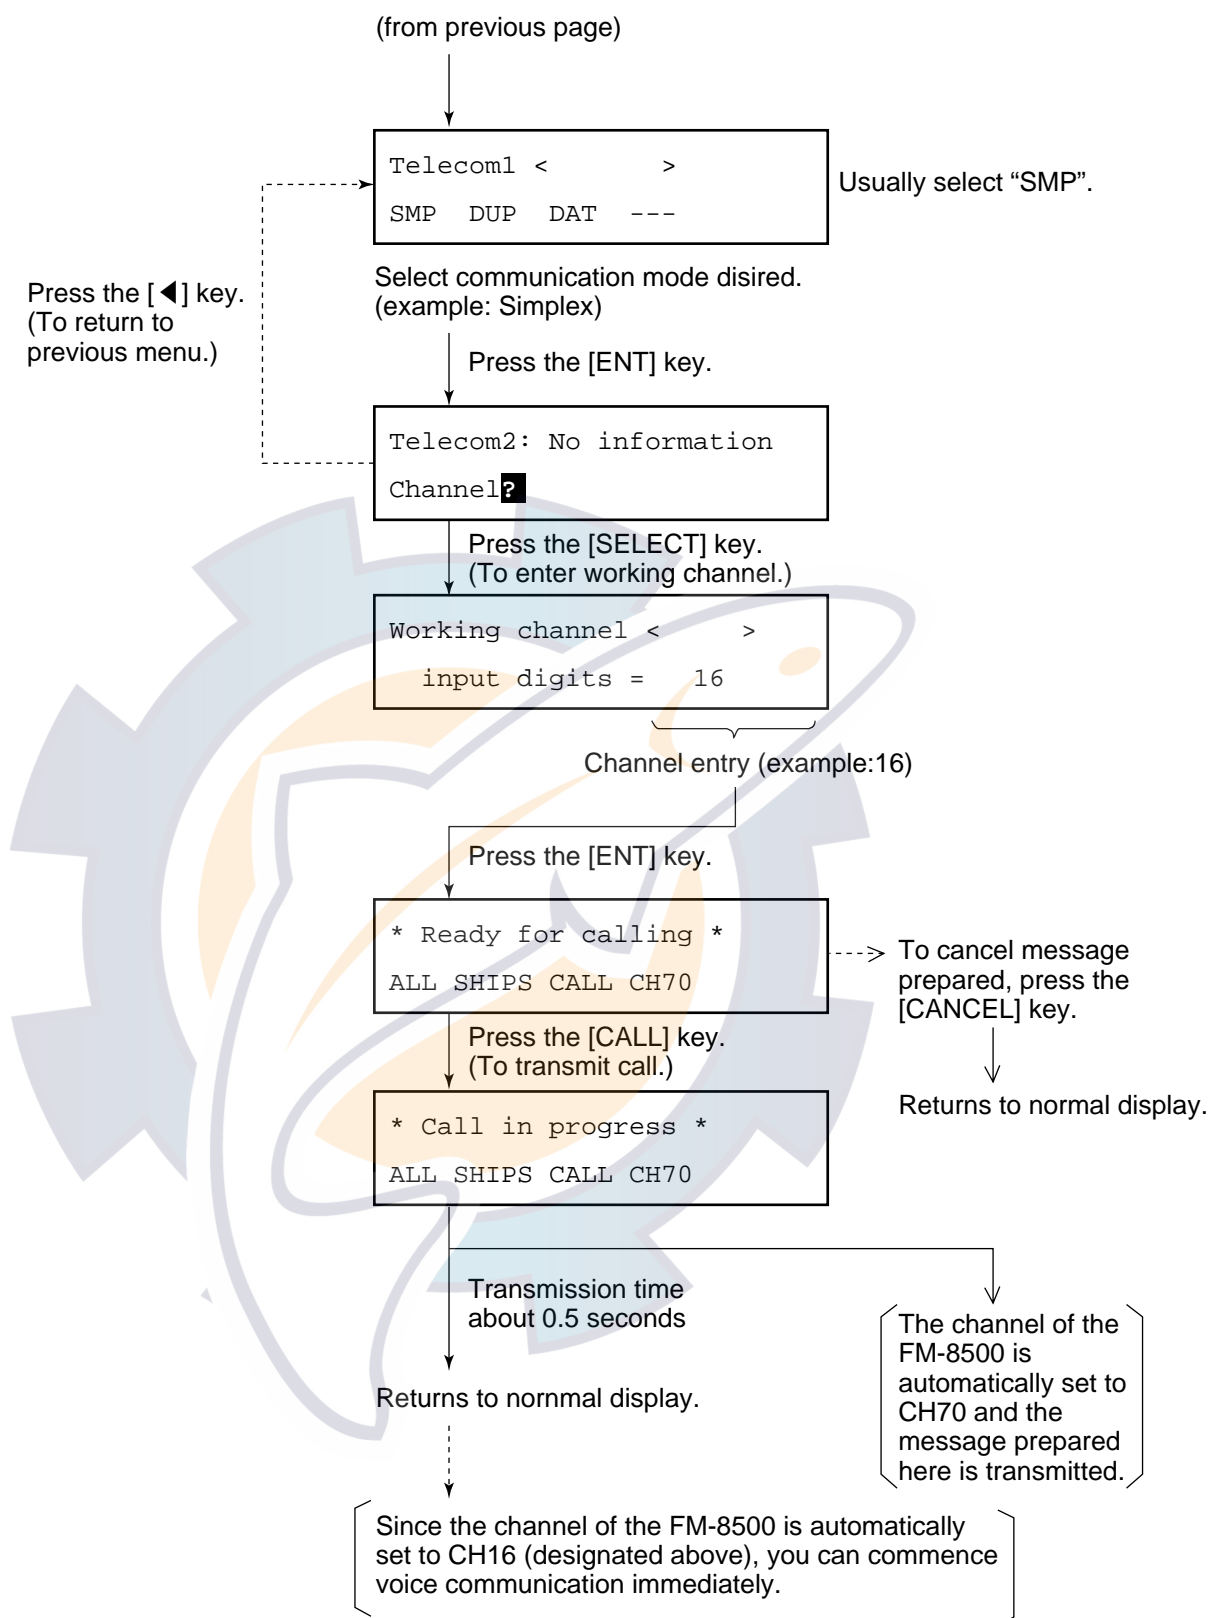 (from previous page)
Telecom1 <        >
SMP  DUP  DAT  ---
Usually select “SMP”.
Select communication mode disired.
(example: Simplex)
Press the [◀] key.
(To return to
previous menu.)
Press the [ENT] key.
Telecom2: No information
Channel?
Press the [SELECT] key.
(To enter working channel.)
Working channel <     >
input digits =   16
Channel entry (example:16)
Press the [ENT] key.
* Ready for calling *
ALL SHIPS CALL CH70
To cancel message
prepared, press the
[CANCEL] key.
Press the [CALL] key.
(To transmit call.)
Returns to normal display.
* Call in progress *
ALL SHIPS CALL CH70
Transmission time
about 0.5 seconds
The channel of the
FM-8500 is
automatically set to
CH70 and the
message prepared
here is transmitted.
Returns to nornmal display.
Since the channel of the FM-8500 is automatically
set to CH16 (designated above), you can commence
voice communication immediately.